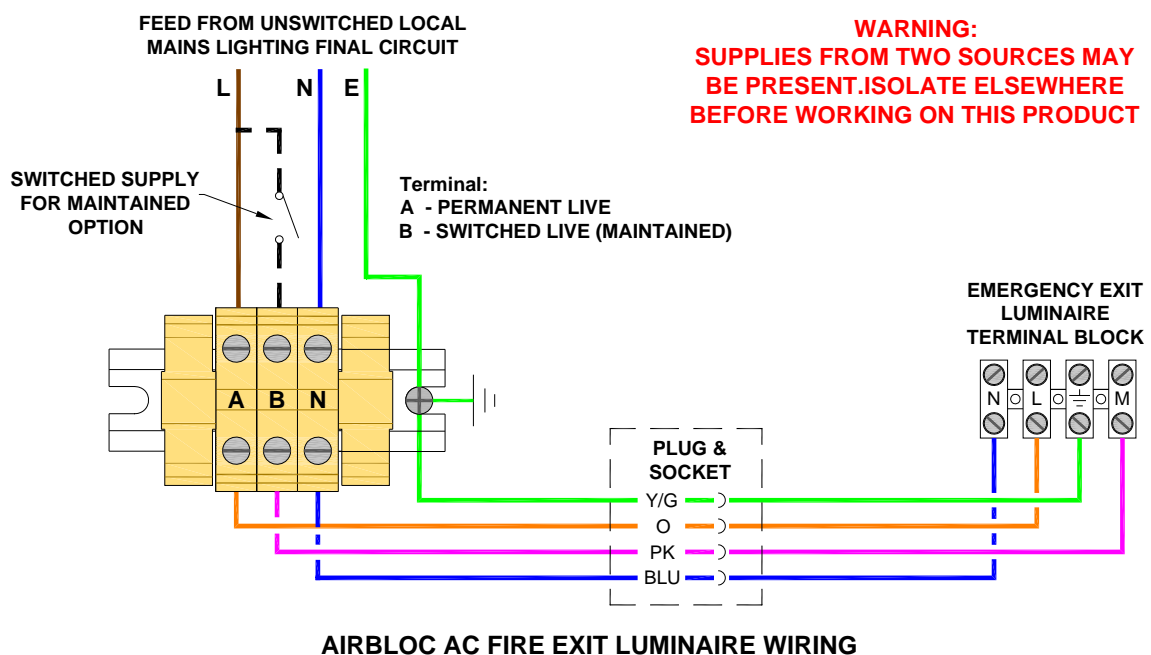 FEED FROM UNSWITCHED LOCAL
MAINS LIGHTING FINAL CIRCUIT
WARNING:
SUPPLIES FROM TWO SOURCES MAY
BE PRESENT.ISOLATE ELSEWHERE
BEFORE WORKING ON THIS PRODUCT
L N E
SWITCHED SUPPLY
FOR MAINTAINED
OPTION
Terminal:
A - PERMANENT LIVE
B - SWITCHED LIVE (MAINTAINED)
EMERGENCY EXIT
LUMINAIRE
TERMINAL BLOCK
A B N
N L M
PLUG &
SOCKET
Y/G
O
PK
BLU
AIRBLOC AC FIRE EXIT LUMINAIRE WIRING